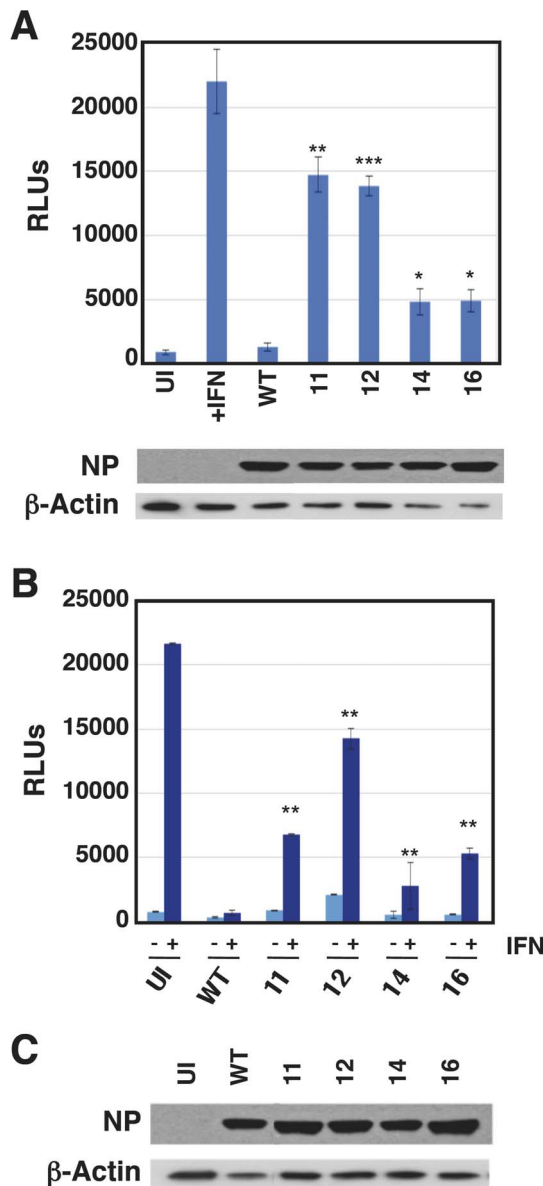 A
25000
20000
15000
10000
5000
0
RLUs
** *** * *
UI +IFN WT 11 12 14 16
NP
β-Actin
B
25000
20000
15000
10000
5000
0
RLUs
** ** ** **
- + - + - + - + - + - + IFN
UI WT 11 12 14 16
C
UI WT 11 12 14 16
NP
β-Actin